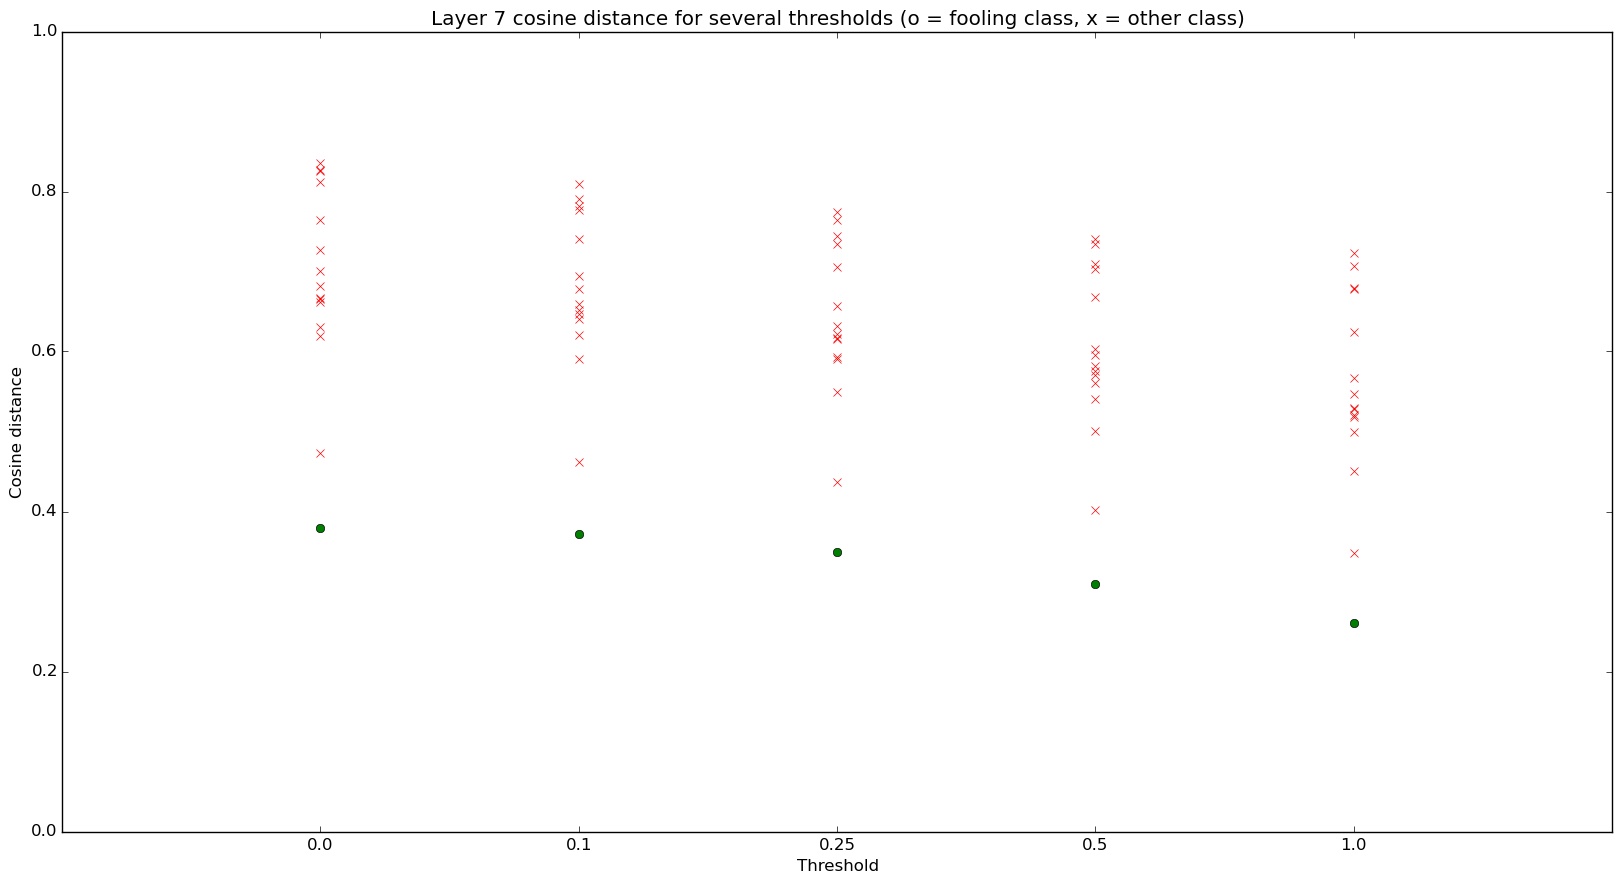 Layer 7 cosine distance for several thresholds (o = fooling class, x = other class)
1.0
0.8
0.6
0.4
0.2
0.0
Cosine distance
0.0 0.1 0.25 0.5 1.0
Threshold